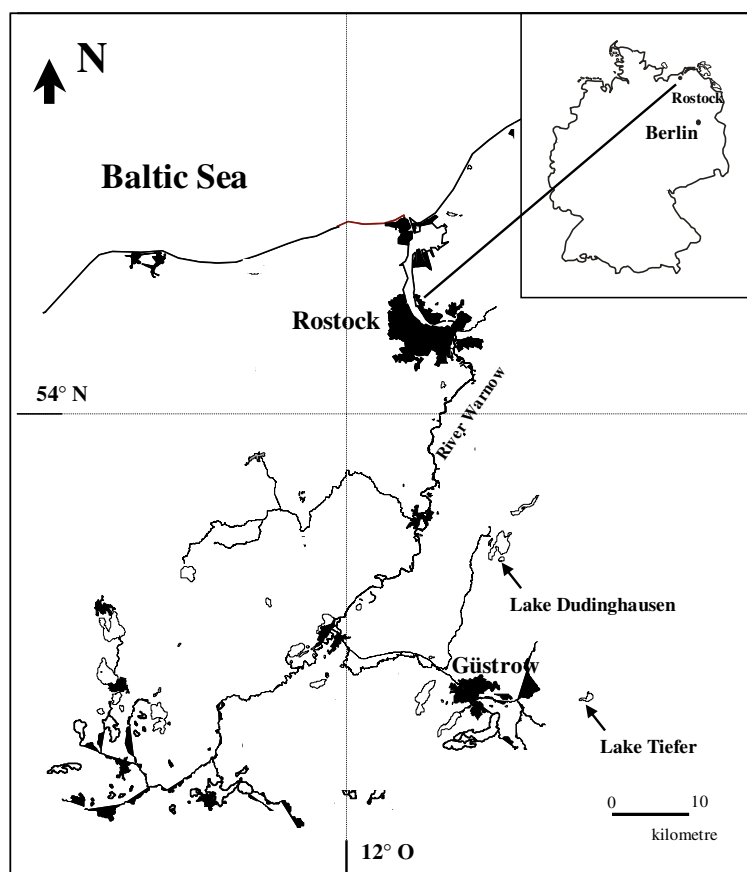 N
Rostock
Berlin
Baltic Sea
Rostock
54° N
River Warnow
Lake Dudinghausen
Güstrow
Lake Tiefer
0 10
kilometre
12° O